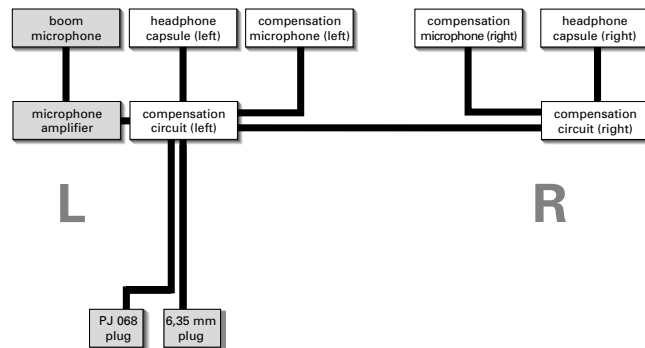 boom
microphone
headphone
capsule (left)
compensation
microphone (left)
compensation
microphone (right)
headphone
capsule (right)
microphone
amplifier
compensation
circuit (left)
compensation
circuit (right)
L
R
PJ 068
plug
6,35 mm
plug